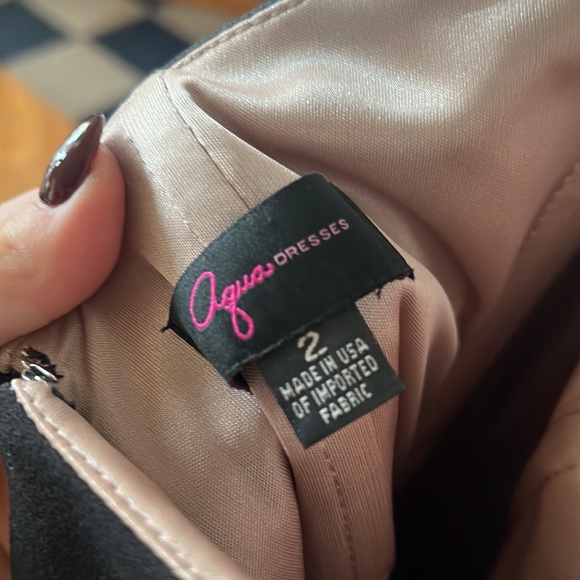 Aqua DRESSES
2
MADE IN USA
OF IMPORTED
FABRIC